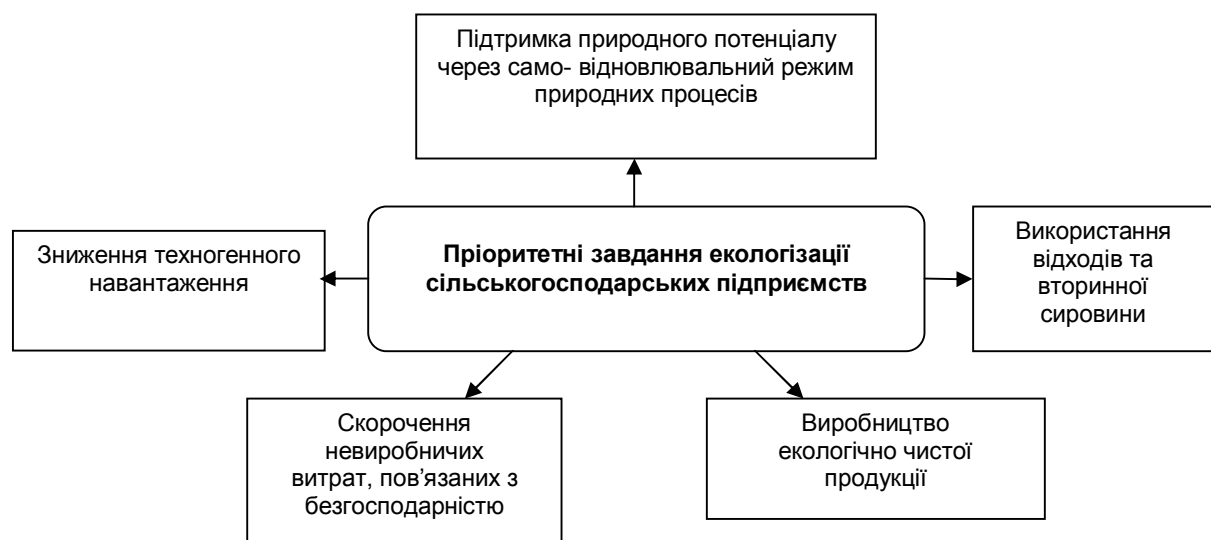 Підтримка природного потенціалу
через само- відновлювальний режим
природних процесів
Зниження техногенного
навантаження
Пріоритетні завдання екологізації
сільськогосподарських підприємств
Використання
відходів та
вторинної
сировини
Скорочення
невиробничих
витрат, пов’язаних з
безгосподарністю
Виробництво
екологічно чистої
продукції